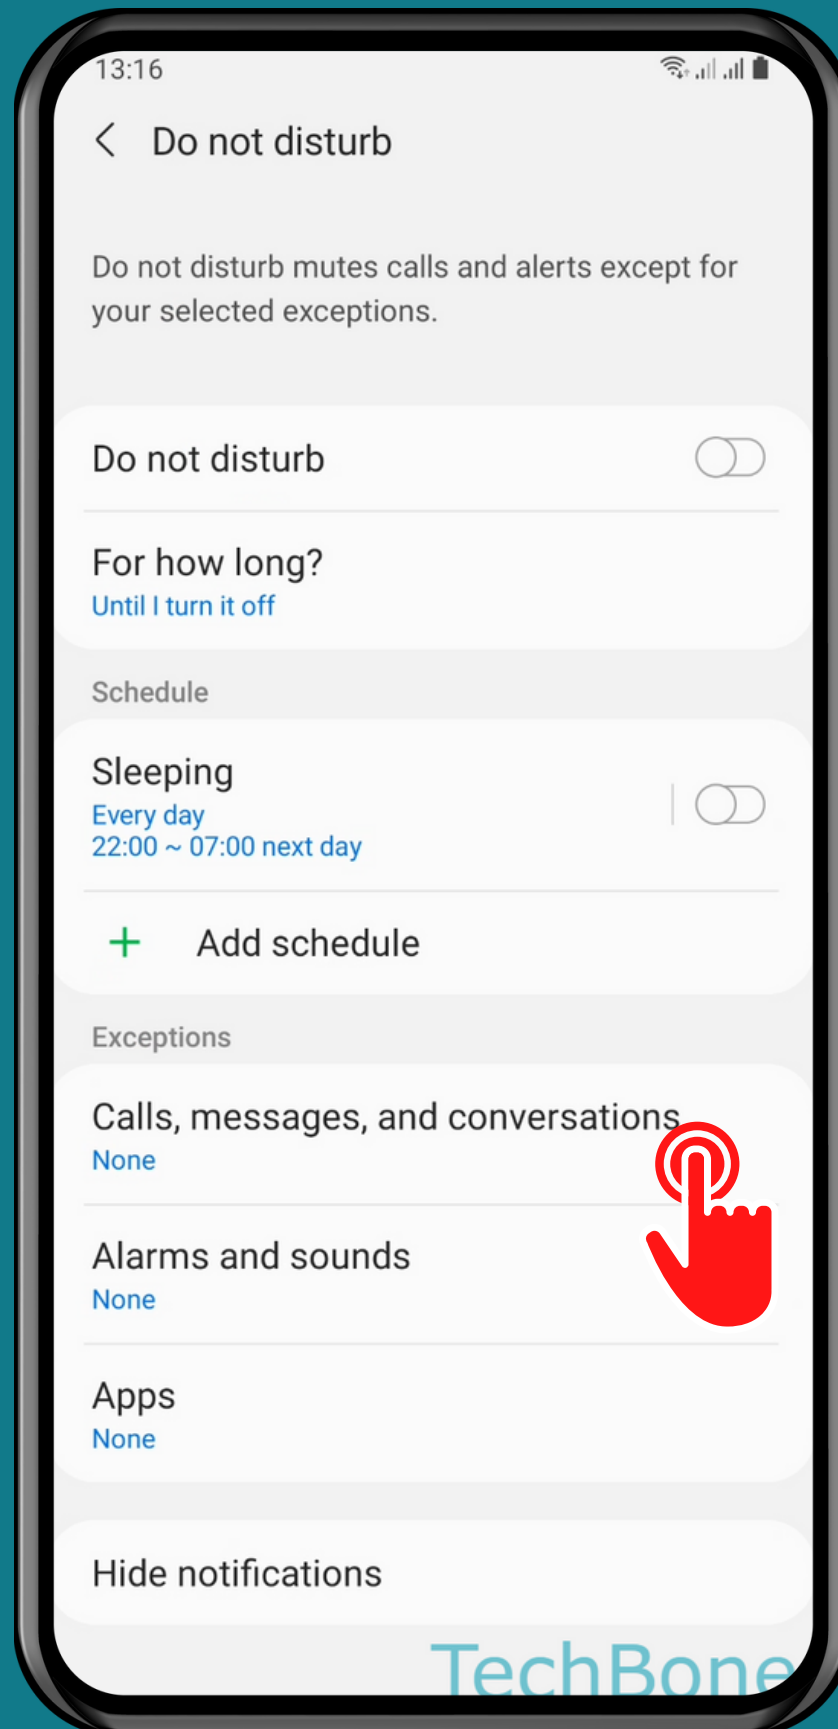 13:16
Do not disturb
Do not disturb mutes calls and alerts except for
your selected exceptions.
Do not disturb
For how long?
Until I turn it off
Schedule
Sleeping
Every day
22:00 ~ 07:00 next day
+ Add schedule
Exceptions
Calls, messages, and conversations
None
Alarms and sounds
None
Apps
None
Hide notifications
TechBone